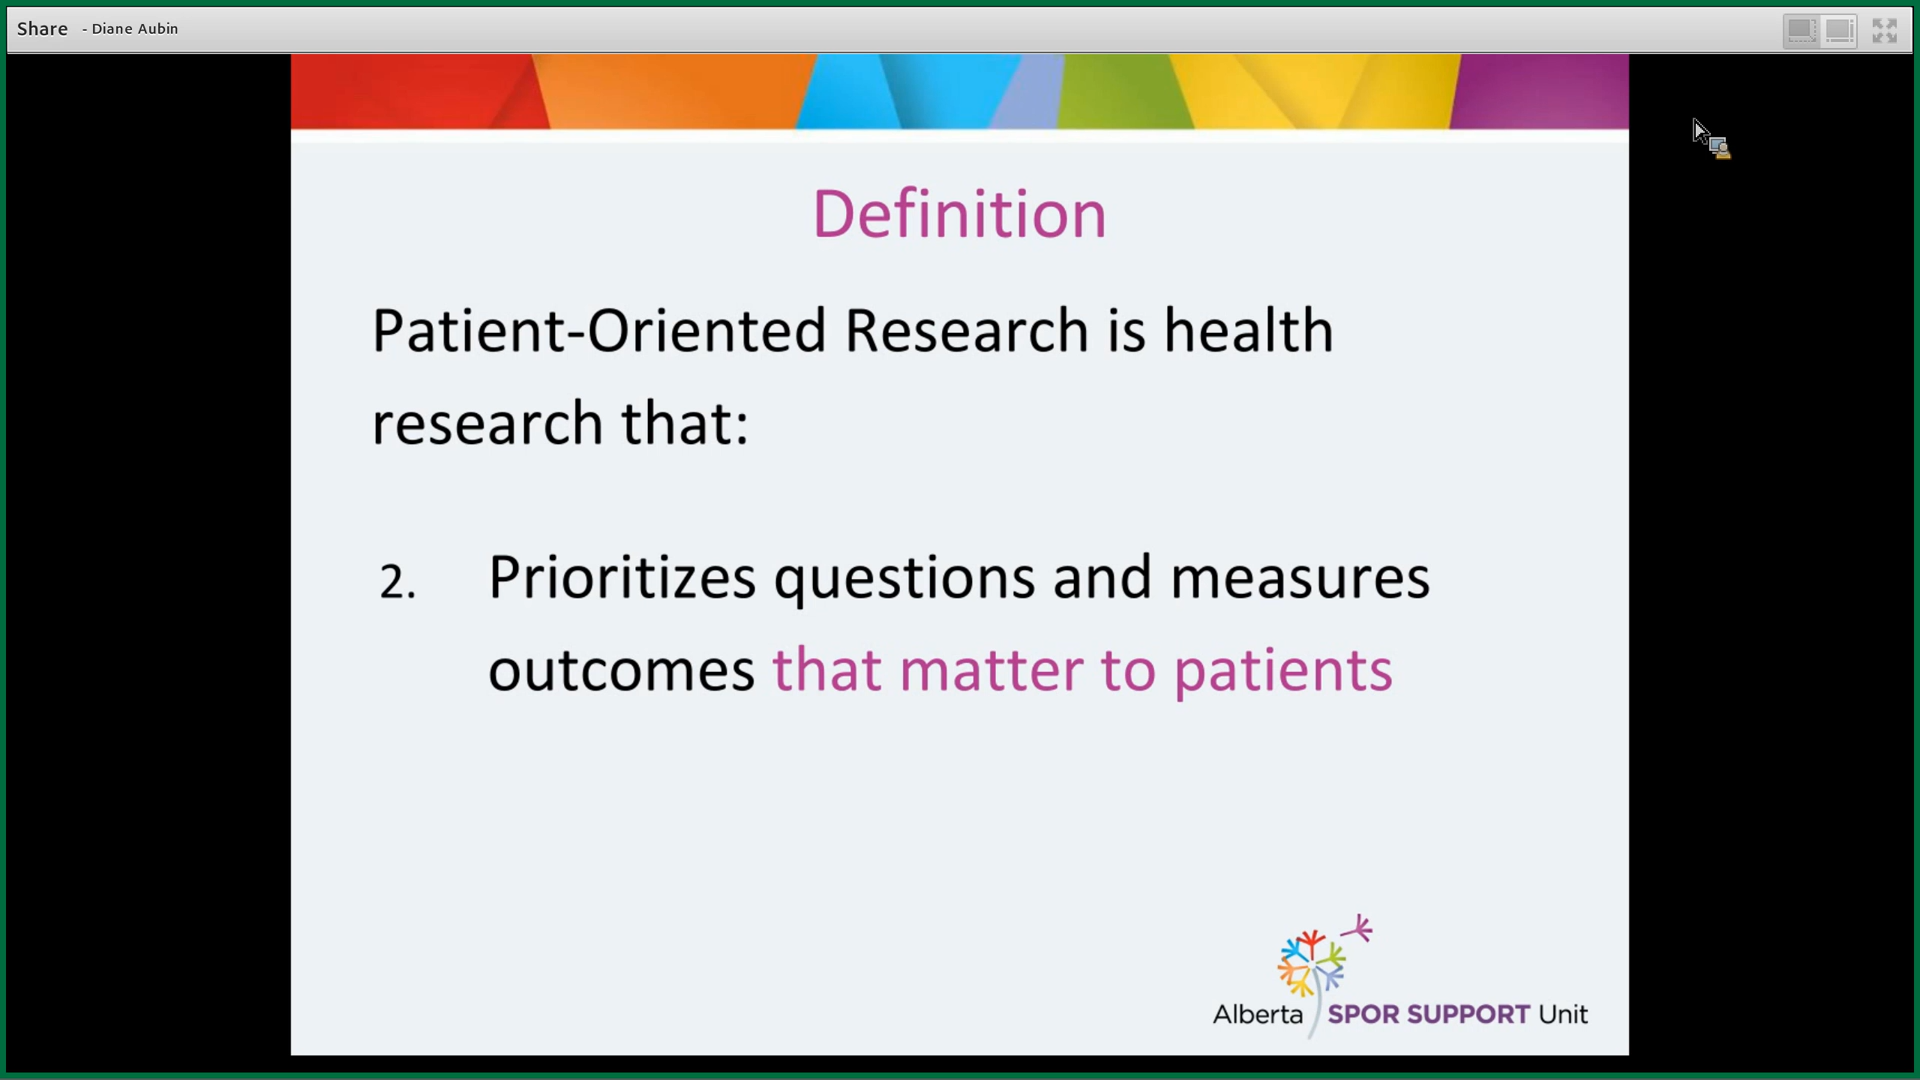 Share - Diane Aubin
Definition
Patient-Oriented Research is health
research that:
2. Prioritizes questions and measures
outcomes that matter to patients
Alberta SPOR SUPPORT Unit